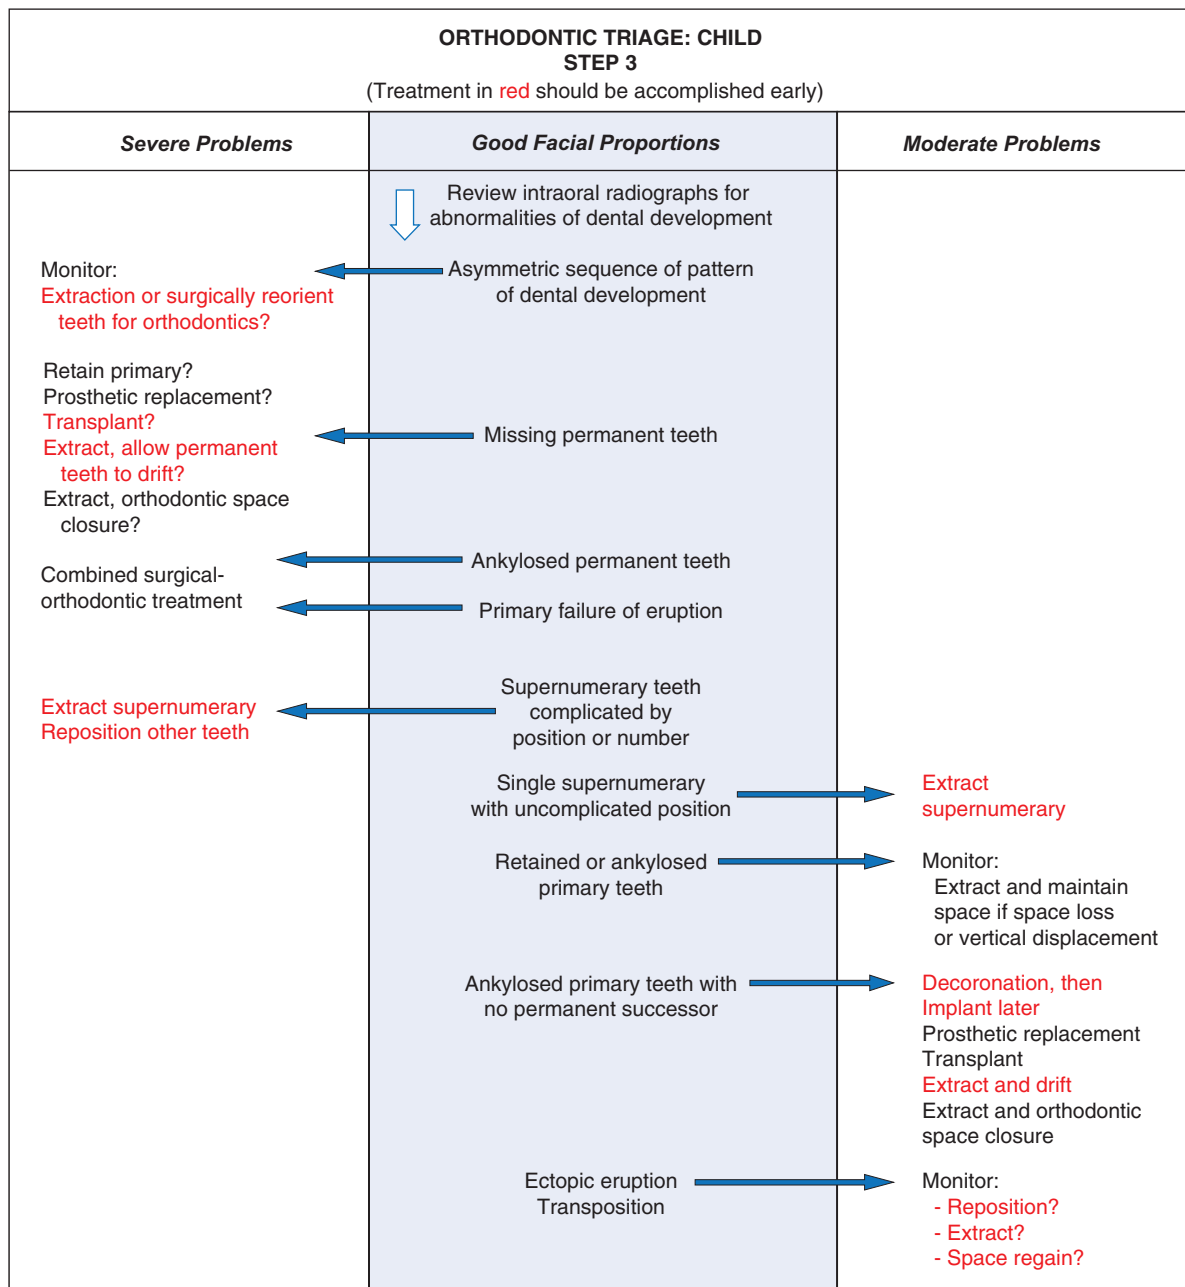 ORTHODONTIC TRIAGE: CHILD
STEP 3
(Treatment in red should be accomplished early)
Severe Problems
Good Facial Proportions
Moderate Problems
Review intraoral radiographs for
abnormalities of dental development
Monitor:
Extraction or surgically reorient
teeth for orthodontics?
Asymmetric sequence of pattern
of dental development
Retain primary?
Prosthetic replacement?
Transplant?
Extract, allow permanent
teeth to drift?
Extract, orthodontic space
closure?
Missing permanent teeth
Combined surgical-
orthodontic treatment
Ankylosed permanent teeth
Primary failure of eruption
Extract supernumerary
Reposition other teeth
Supernumerary teeth
complicated by
position or number
Single supernumerary
with uncomplicated position
Extract
supernumerary
Retained or ankylosed
primary teeth
Monitor:
Extract and maintain
space if space loss
or vertical displacement
Ankylosed primary teeth with
no permanent successor
Decoronation, then
Implant later
Prosthetic replacement
Transplant
Extract and drift
Extract and orthodontic
space closure
Ectopic eruption
Transposition
Monitor:
- Reposition?
- Extract?
- Space regain?